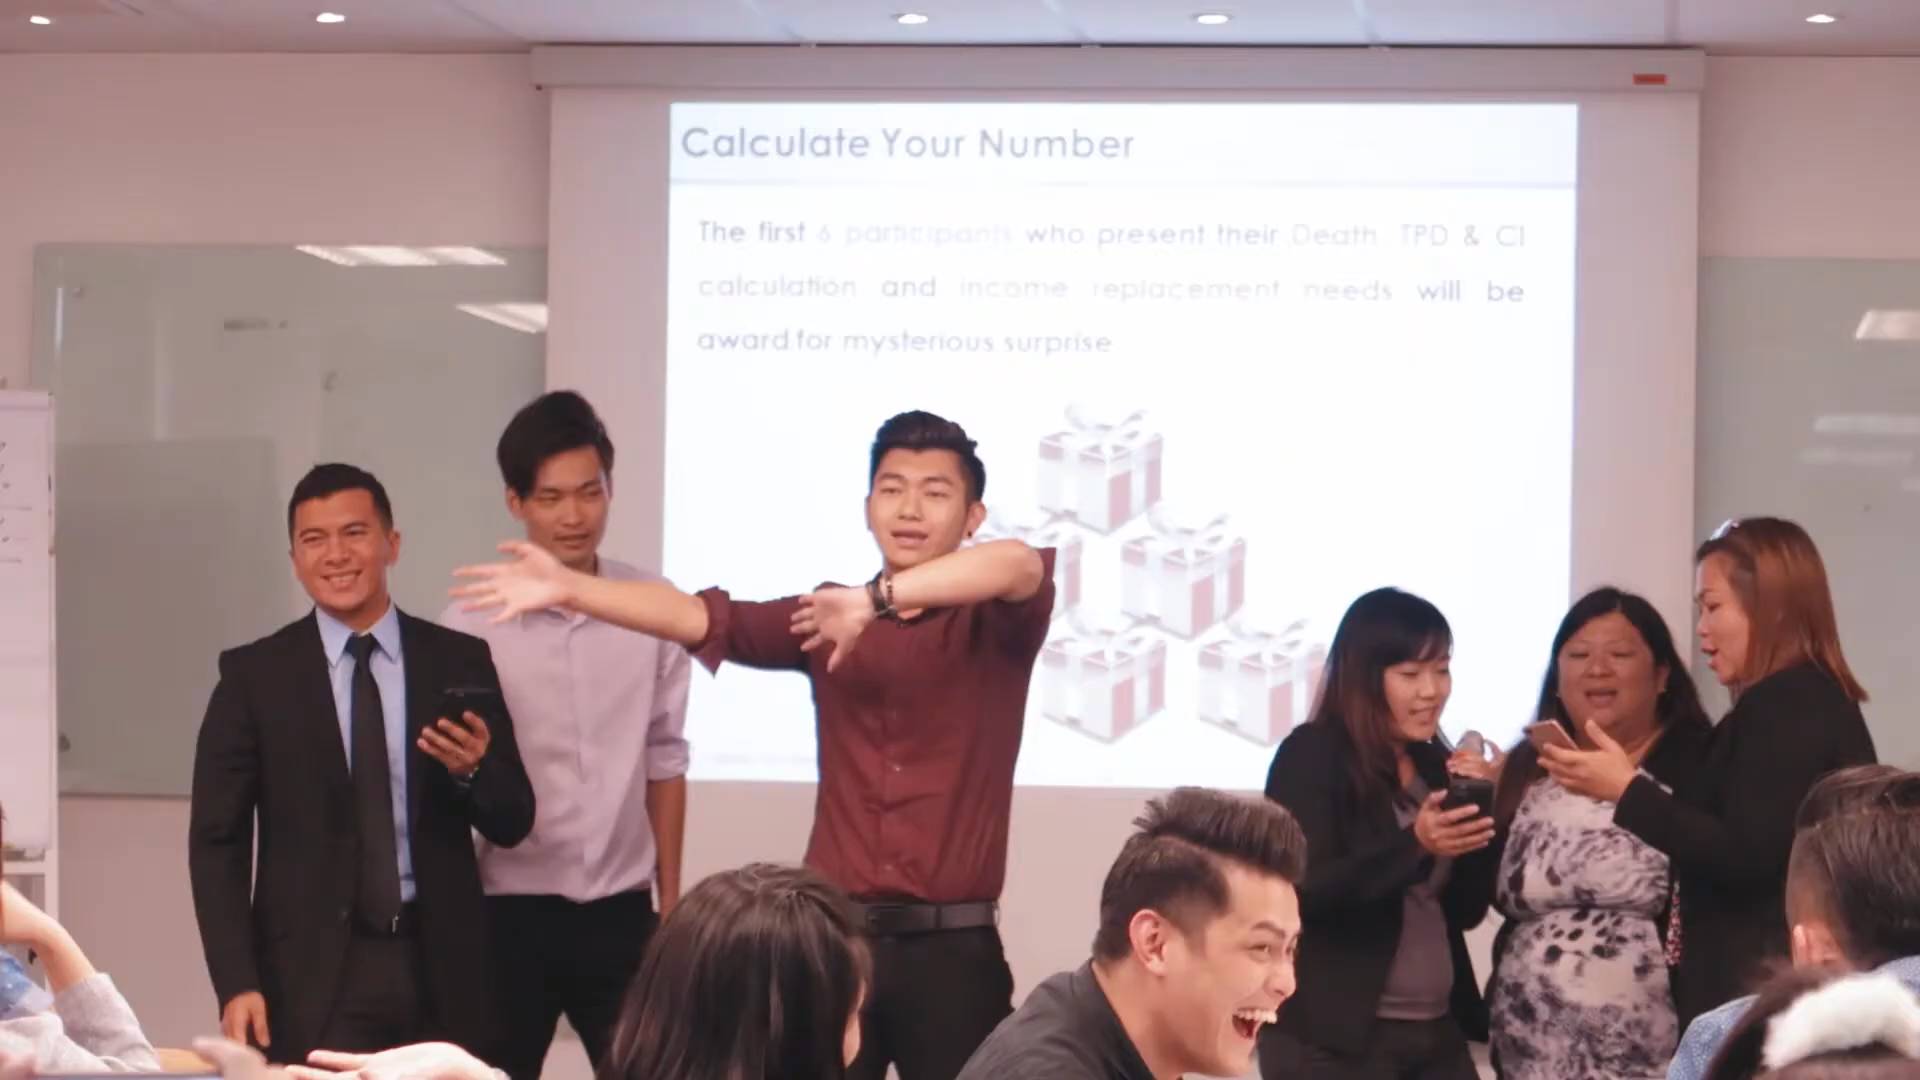 Calculate Your Number
The first 6 participants who present their Death, TPD & CI
calculation and income replacement needs will be
award for mysterious surprise